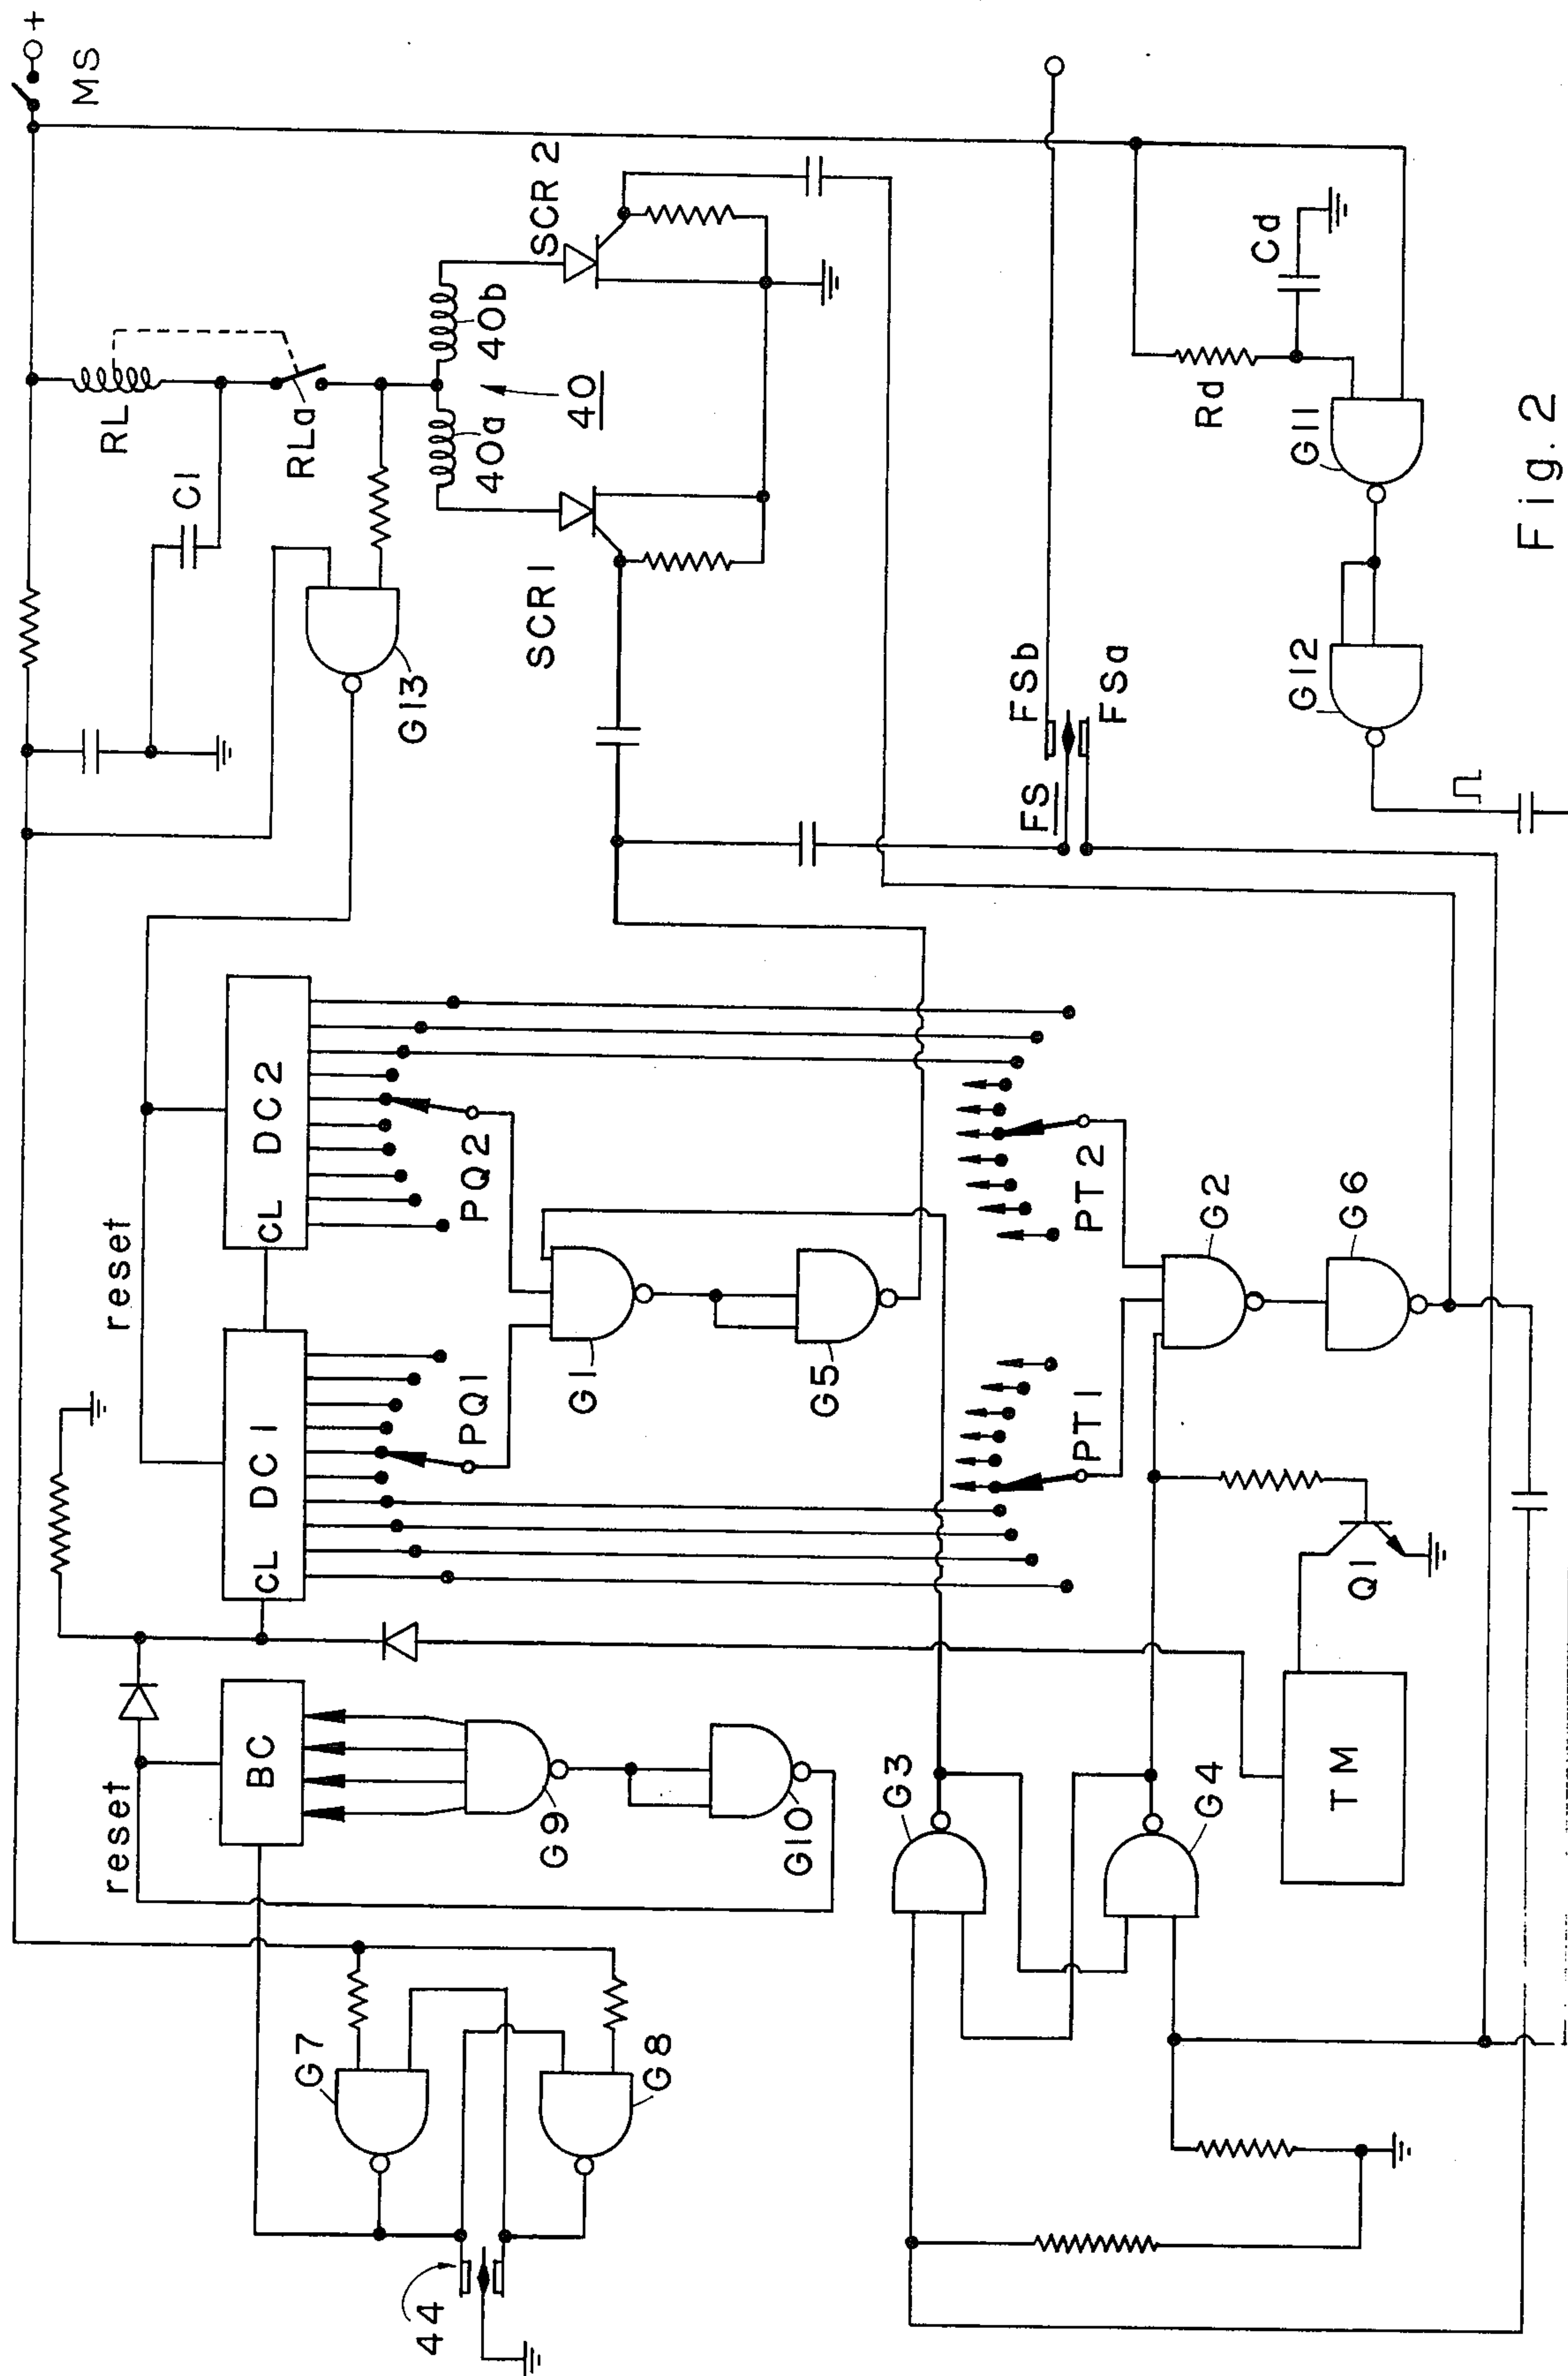 +
MS
RL
C1
RLa
G13
40a
40b
40
SCR1
SCR2
FSb
FS
FSa
Cd
Rd
G11
G12
Fig. 2
reset
CL DC1
CL DC2
PQ1
PQ2
G1
G5
PT1
PT2
G2
G6
Q1
TM
reset
BC
G9
G10
G3
G4
G7
G8
44